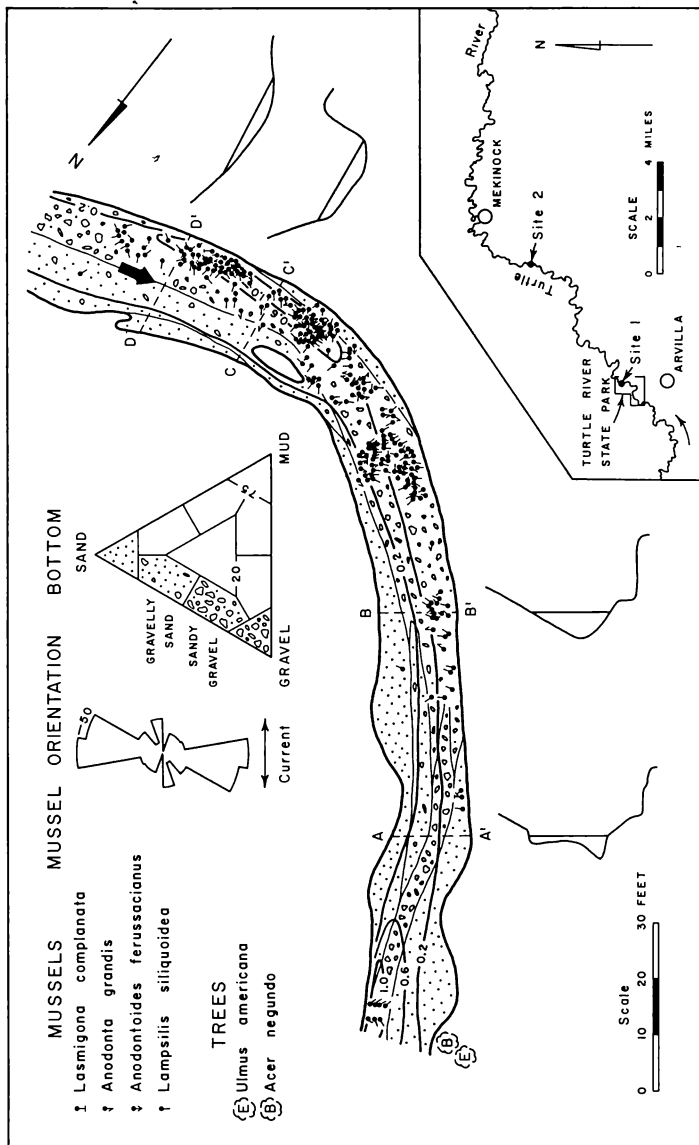 MUSSELS
Lasmigona complanata
Anodonta grandis
Anodontoides ferussacianus
Lampsilis siliquoidea
TREES
E Ulmus americana
B Acer negundo
MUSSEL ORIENTATION
50
Current
BOTTOM
SAND
GRAVELLY SAND
SANDY GRAVEL
GRAVEL
MUD
20
75
N
0.2
D
D'
C
C'
0.6
0.2
B
B'
A
A'
1.0
0.6
0.2
B
E
Scale
0 10 20 30 FEET
TURTLE RIVER
STATE PARK
Site 1
ARVILLA
Turtle
Site 2
MEKINOCK
River
SCALE
0 2 4 MILES
N